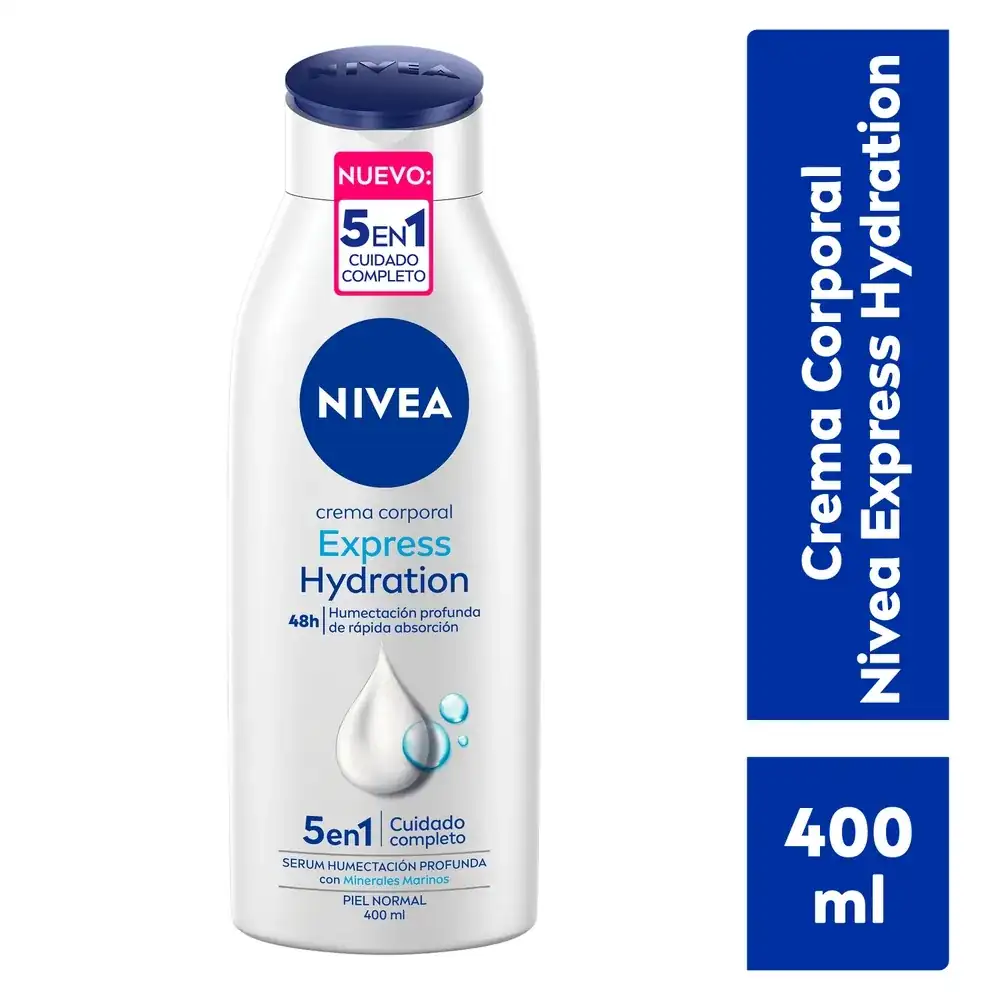 NIVEA
NUEVO:
5EN1
CUIDADO
COMPLETO
NIVEA
crema corporal
Express
Hydration
48h | Humectación profunda
de rápida absorción
5en1 | Cuidado
completo
SERUM HUMECTACIÓN PROFUNDA
con Minerales Marinos
PIEL NORMAL
400 ml
Crema Corporal
Nivea Express Hydration
400
ml